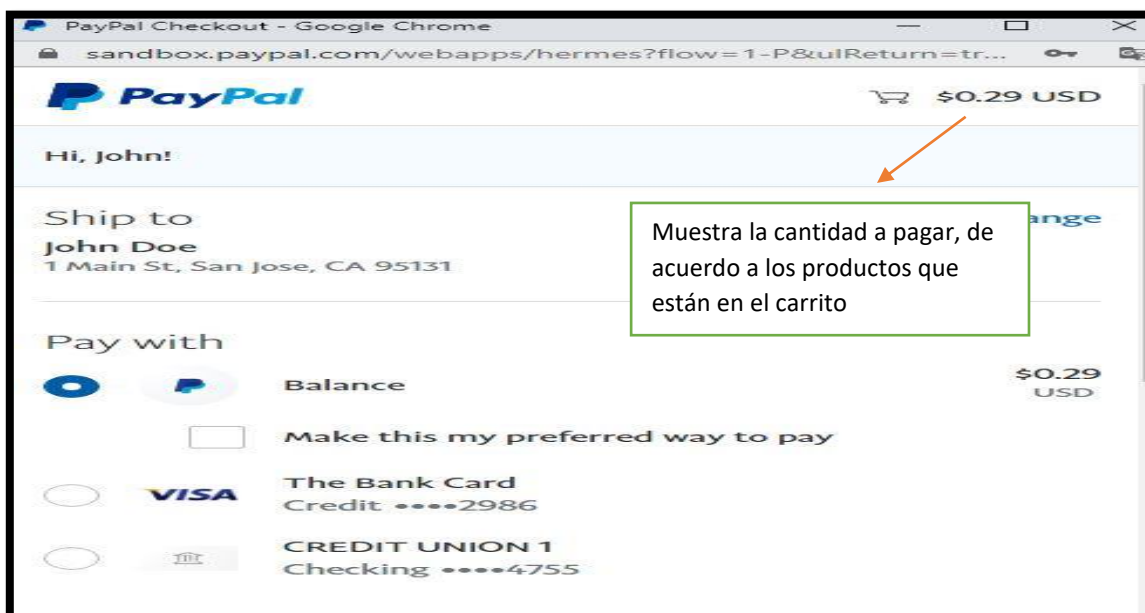 PayPal Checkout - Google Chrome
sandbox.paypal.com/webapps/hermes?flow=1-P&ulReturn=tr...
PayPal $0.29 USD
Hi, John!
Ship to ange
John Doe
1 Main St, San Jose, CA 95131
Muestra la cantidad a pagar, de
acuerdo a los productos que
están en el carrito
Pay with
Balance $0.29
USD
Make this my preferred way to pay
VISA The Bank Card
Credit ••••2986
CREDIT UNION 1
Checking ••••4755